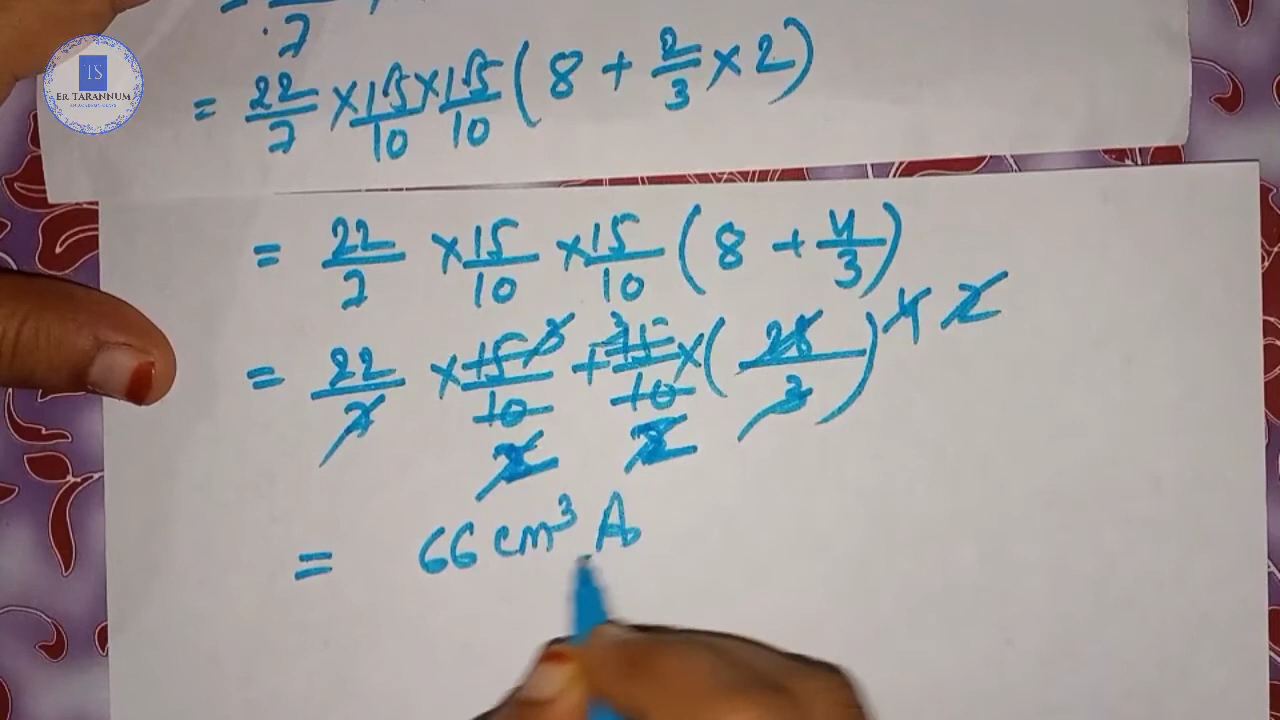 TS
ER TARANNUM
= 22/7 × 15/10 × 15/10 ( 8 + 2/3 × 2 )
= 22/7 × 15/10 × 15/10 ( 8 + 4/3 )
= 22/7 × 15/10 + 15/10 × ( 28/3 )
= 66 cm³ A